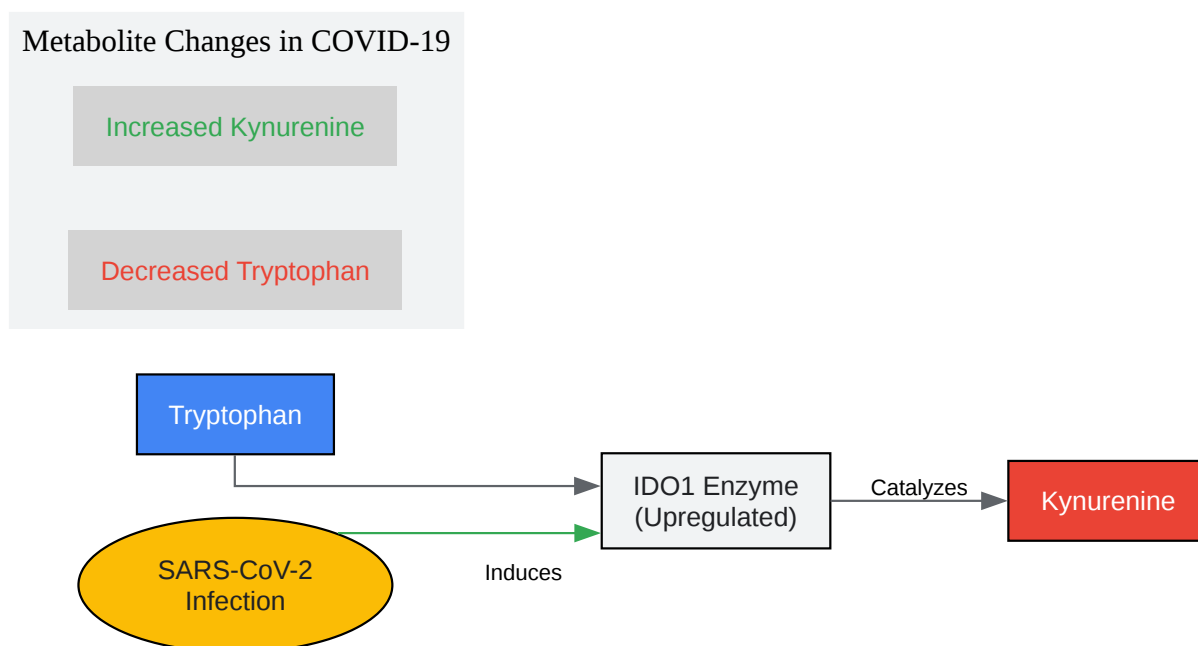 Metabolite Changes in COVID-19
Increased Kynurenine
Decreased Tryptophan
Tryptophan
IDO1 Enzyme
(Upregulated)
Catalyzes
Kynurenine
SARS-CoV-2
Infection
Induces